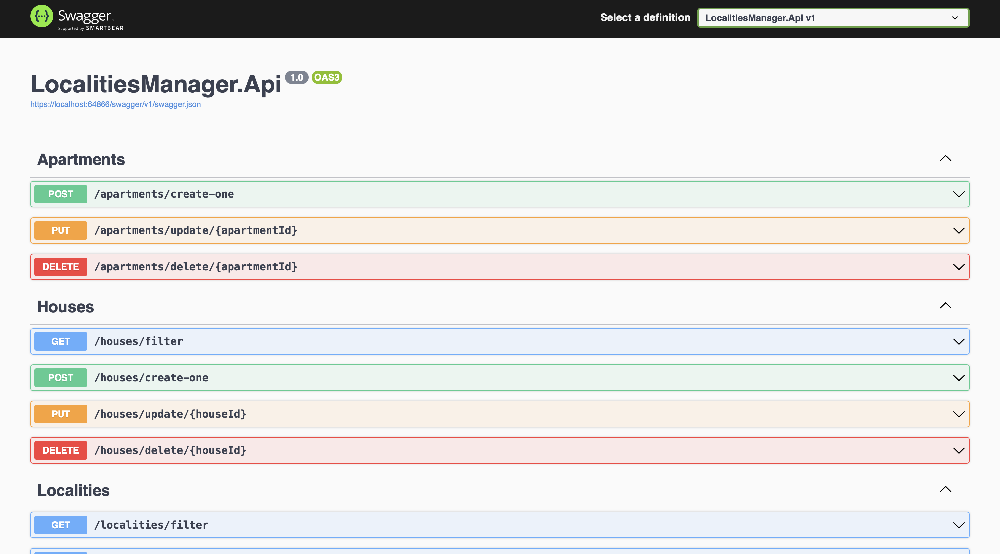 Swagger™
Supported by SMARTBEAR
Select a definition
LocalitiesManager.Api v1
LocalitiesManager.Api 1.0 OAS3
https://localhost:64866/swagger/v1/swagger.json
Apartments
POST /apartments/create-one
PUT /apartments/update/{apartmentId}
DELETE /apartments/delete/{apartmentId}
Houses
GET /houses/filter
POST /houses/create-one
PUT /houses/update/{houseId}
DELETE /houses/delete/{houseId}
Localities
GET /localities/filter